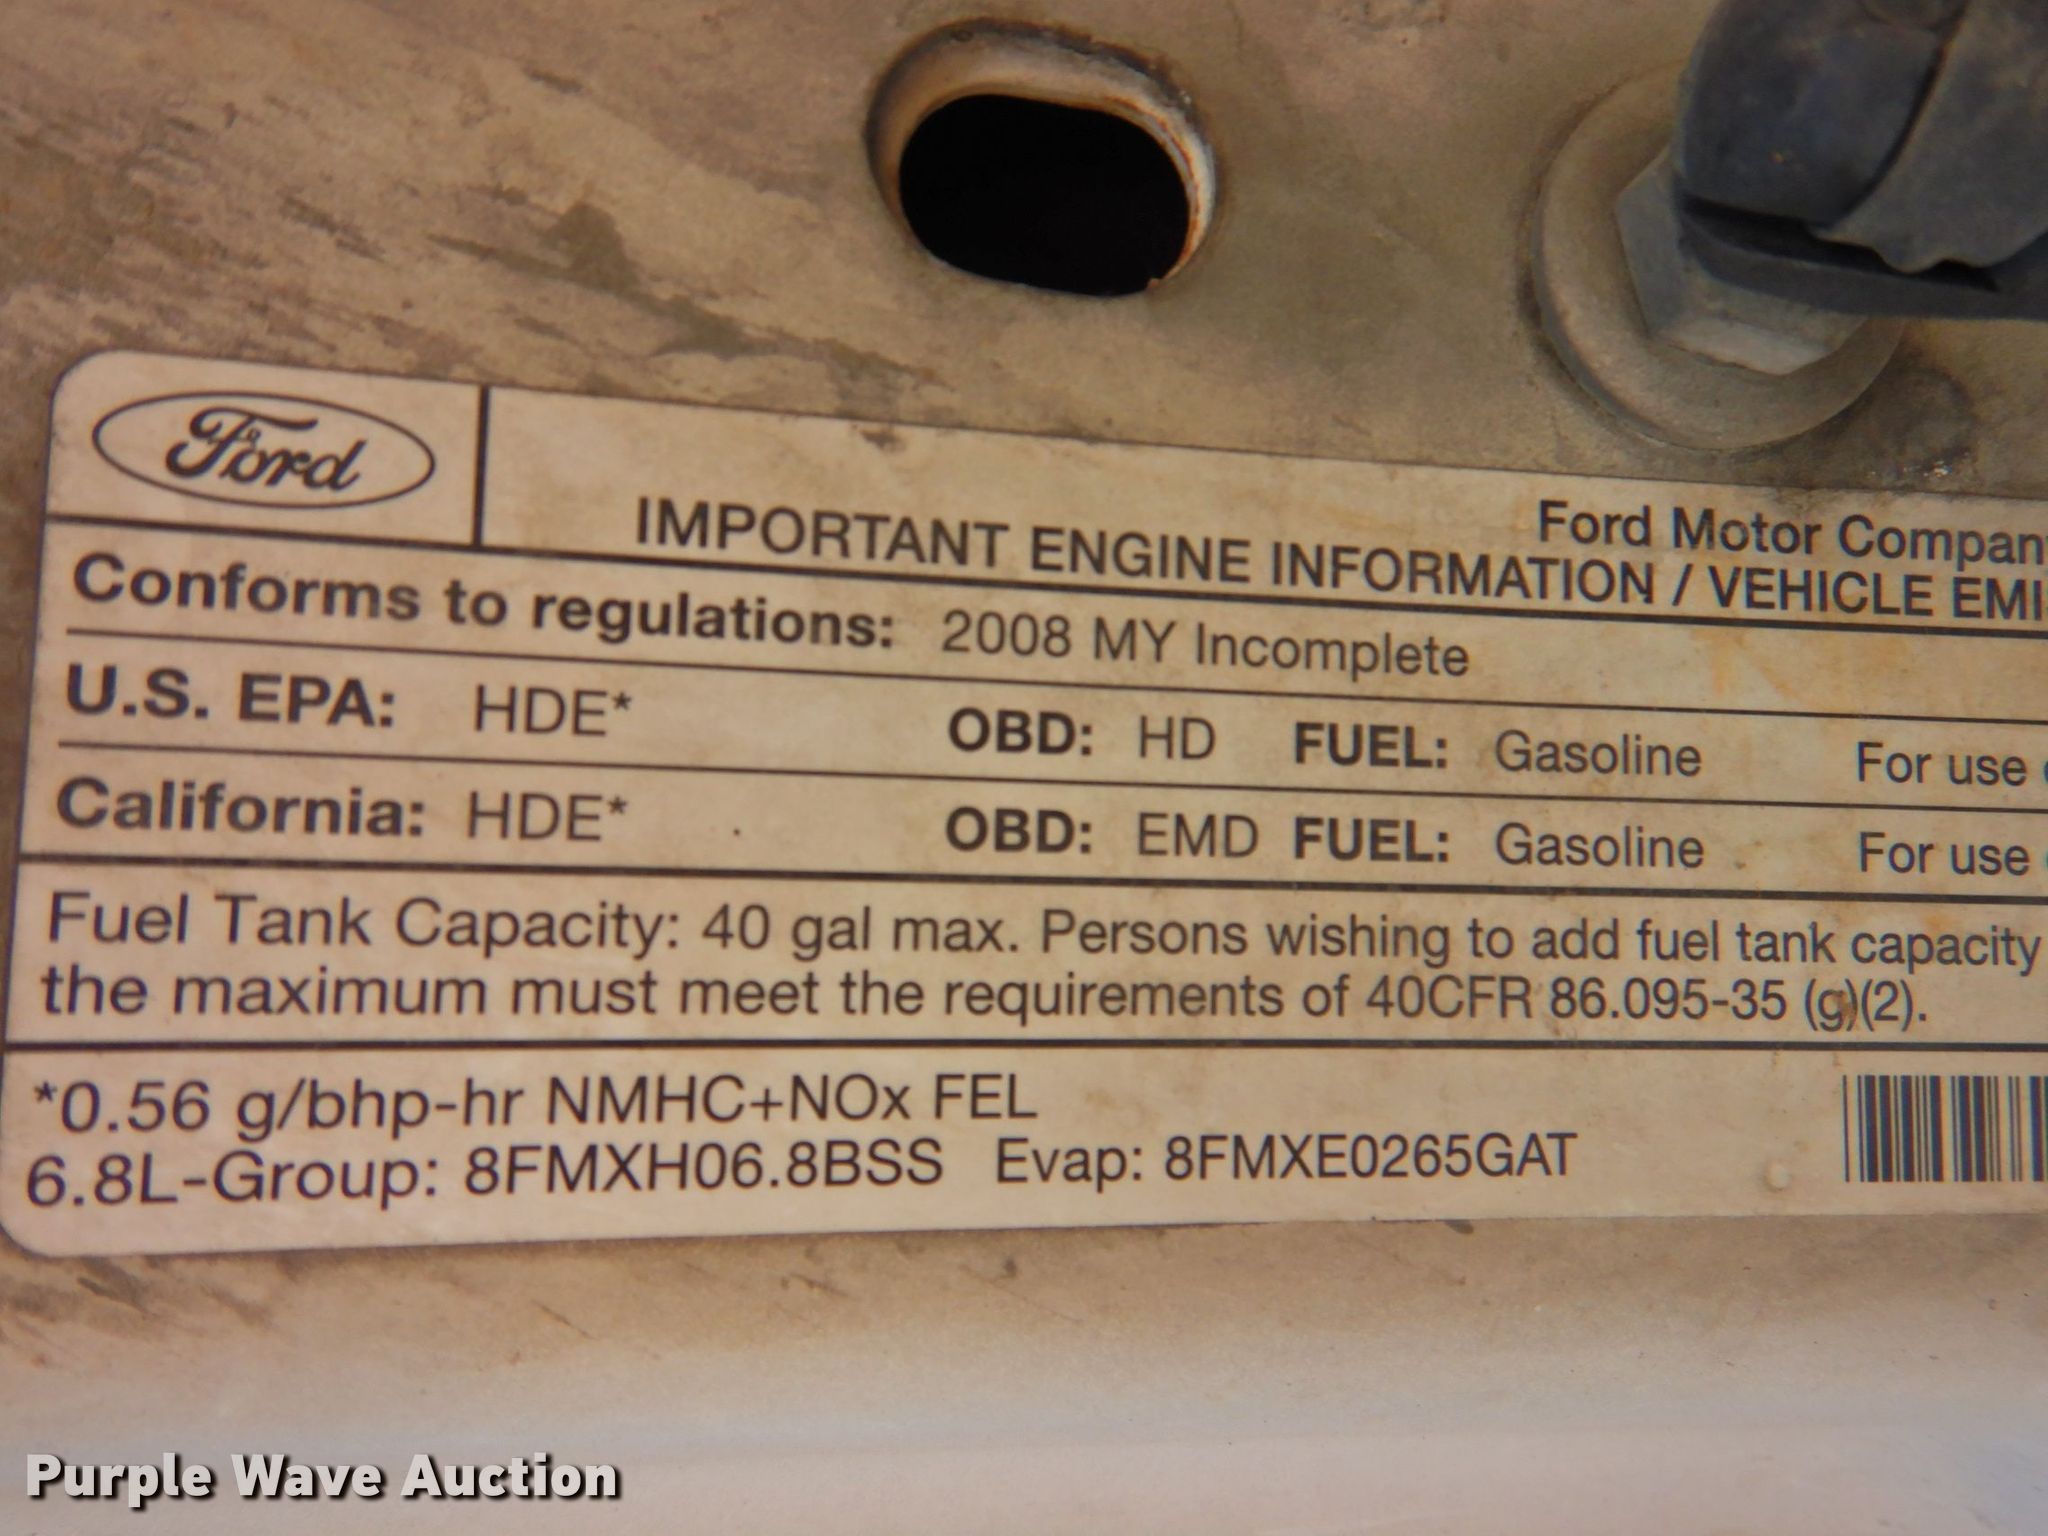 Ford
Ford Motor Company
IMPORTANT ENGINE INFORMATION / VEHICLE EMI
Conforms to regulations: 2008 MY Incomplete
U.S. EPA: HDE* OBD: HD FUEL: Gasoline For use
California: HDE* OBD: EMD FUEL: Gasoline For use
Fuel Tank Capacity: 40 gal max. Persons wishing to add fuel tank capacity
the maximum must meet the requirements of 40CFR 86.095-35 (g)(2).
*0.56 g/bhp-hr NMHC+NOx FEL
6.8L-Group: 8FMXH06.8BSS Evap: 8FMXE0265GAT
Purple Wave Auction